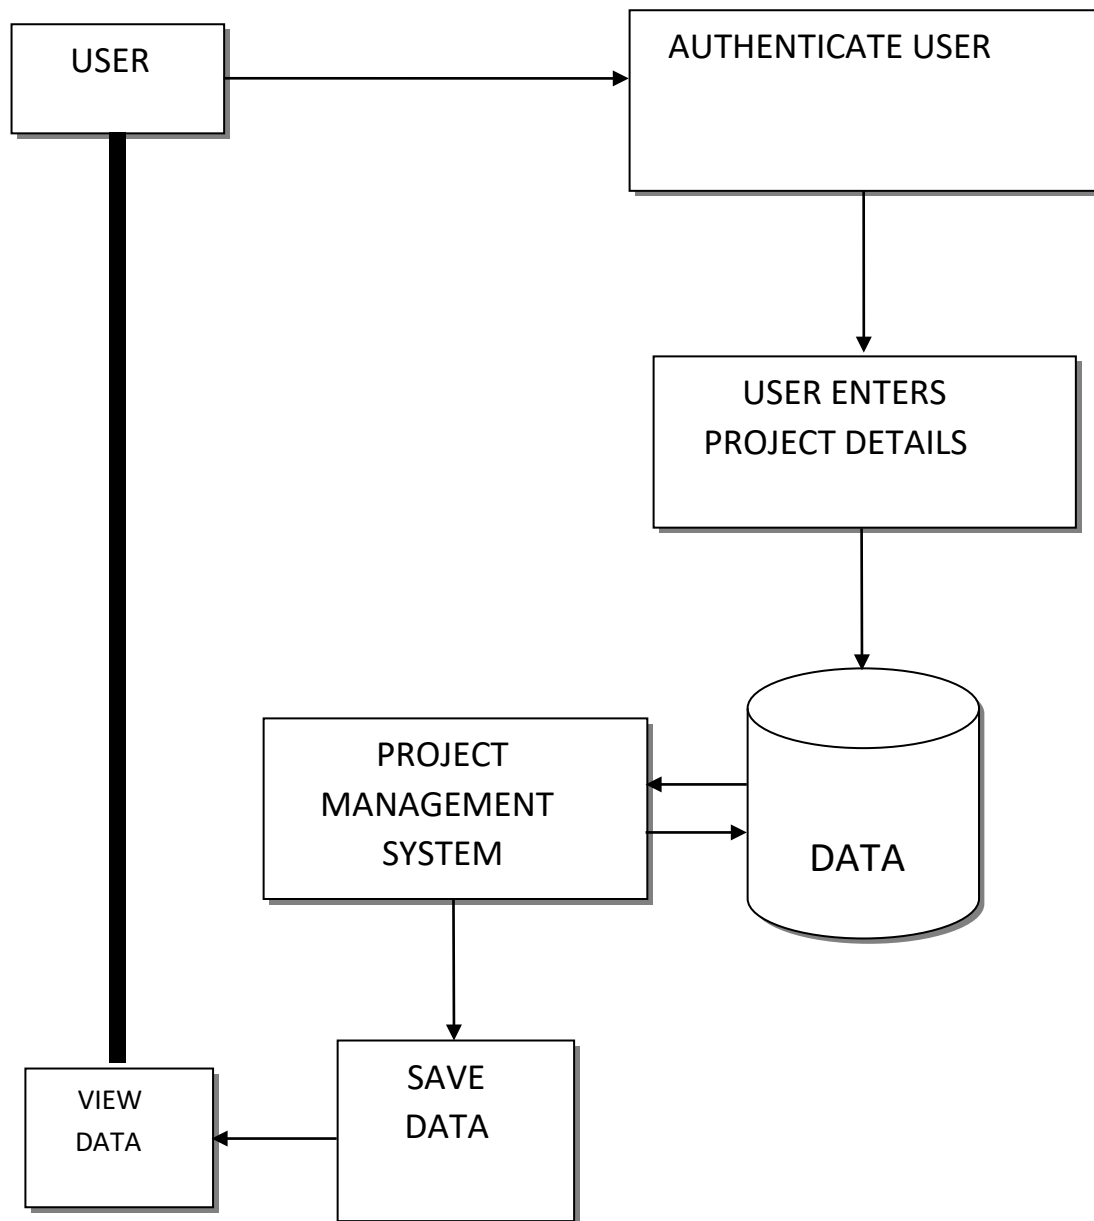 USER
AUTHENTICATE USER
USER ENTERS
PROJECT DETAILS
PROJECT
MANAGEMENT
SYSTEM
DATA
SAVE
DATA
VIEW
DATA